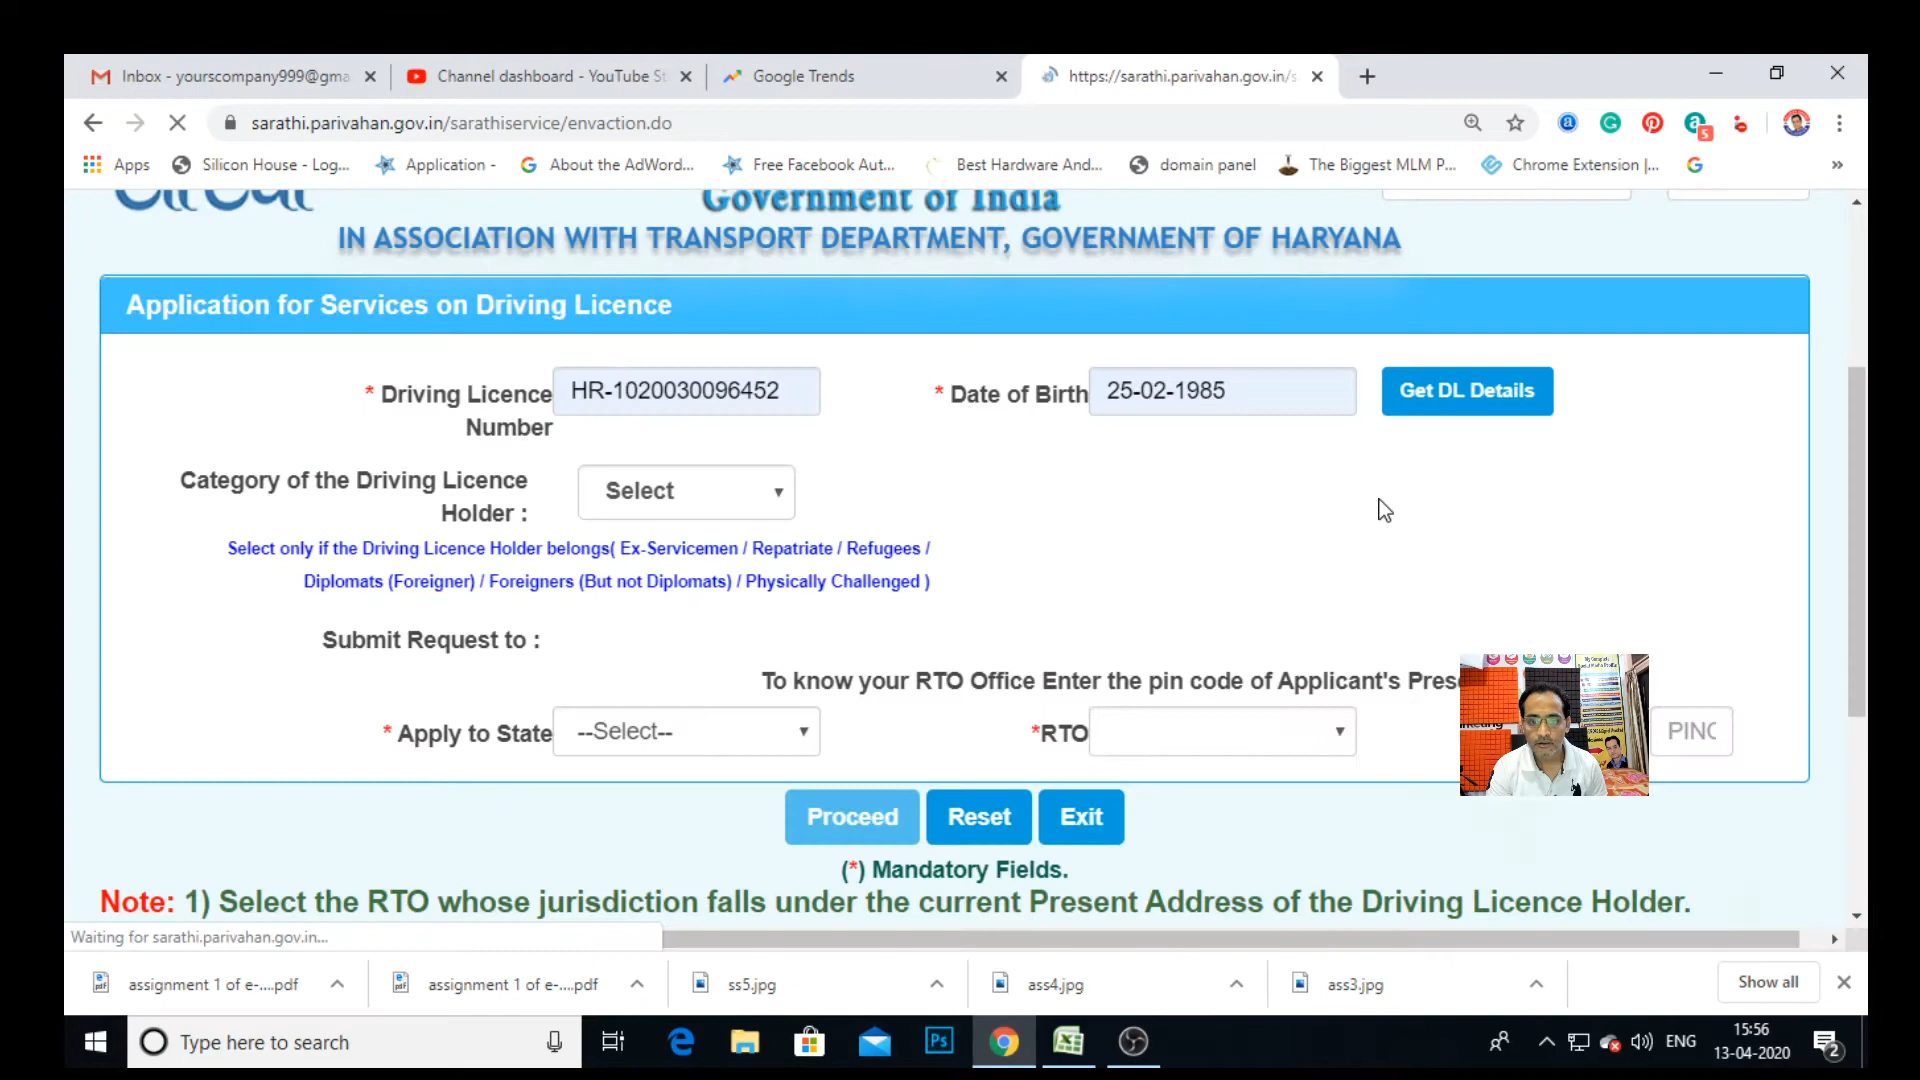 Inbox - yourscompany999@gma
Channel dashboard - YouTube St
Google Trends
https://sarathi.parivahan.gov.in/s
sarathi.parivahan.gov.in/sarathiservice/envaction.do
Apps
Silicon House - Log...
Application -
About the AdWord...
Free Facebook Aut...
Best Hardware And...
domain panel
The Biggest MLM P...
Chrome Extension |...
Government of India
IN ASSOCIATION WITH TRANSPORT DEPARTMENT, GOVERNMENT OF HARYANA
Application for Services on Driving Licence
* Driving Licence Number
HR-1020030096452
* Date of Birth
25-02-1985
Get DL Details
Category of the Driving Licence
Holder :
Select
Select only if the Driving Licence Holder belongs( Ex-Servicemen / Repatriate / Refugees /
Diplomats (Foreigner) / Foreigners (But not Diplomats) / Physically Challenged )
Submit Request to :
To know your RTO Office Enter the pin code of Applicant's Pres
* Apply to State
--Select--
*RTO
PINC
Proceed
Reset
Exit
(*) Mandatory Fields.
Note: 1) Select the RTO whose jurisdiction falls under the current Present Address of the Driving Licence Holder.
Waiting for sarathi.parivahan.gov.in...
assignment 1 of e-....pdf
assignment 1 of e-....pdf
ss5.jpg
ass4.jpg
ass3.jpg
Show all
Type here to search
Ps
ENG
15:56
13-04-2020
2